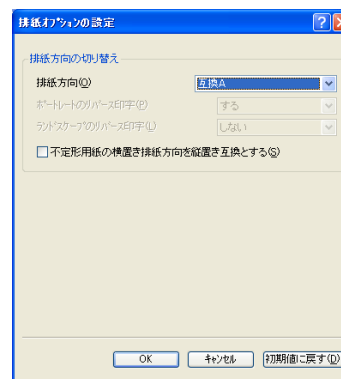 排紙ｵﾌﾟｼｮﾝの設定
排紙方向の切り替え
排紙方向(O) 互換A
ﾎﾟｰﾄﾚｰﾄのﾘﾊﾞｰｽ印字(P) する
ﾗﾝﾄﾞｽｹｰﾌﾟのﾘﾊﾞｰｽ印字(L) しない
不定形用紙の横置き排紙方向を縦置き互換とする(S)
OK ｷｬﾝｾﾙ 初期値に戻す(D)